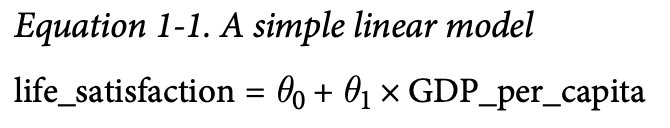 Equation 1-1. A simple linear model
life_satisfaction = θ₀ + θ₁ × GDP_per_capita